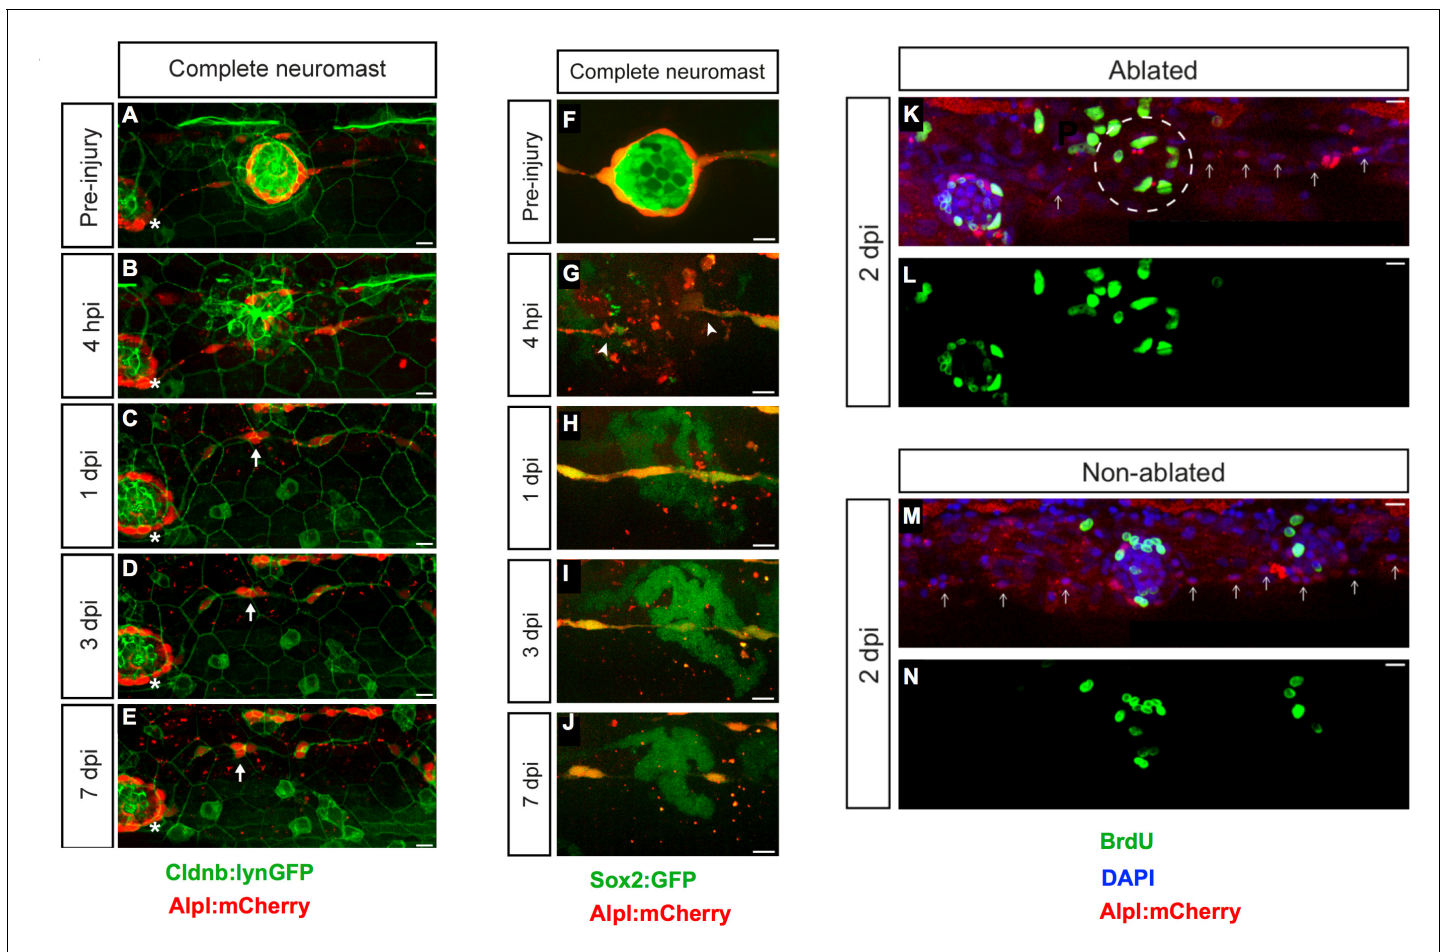 Complete neuromast
Pre-injury
A
*
4 hpi
B
*
1 dpi
C
*
3 dpi
D
*
7 dpi
E
*
Cldnb:lynGFP
Alpl:mCherry
Complete neuromast
Pre-injury
F
4 hpi
G
1 dpi
H
3 dpi
I
7 dpi
J
Sox2:GFP
Alpl:mCherry
Ablated
2 dpi
K
P
L
Non-ablated
2 dpi
M
N
BrdU
DAPI
Alpl:mCherry